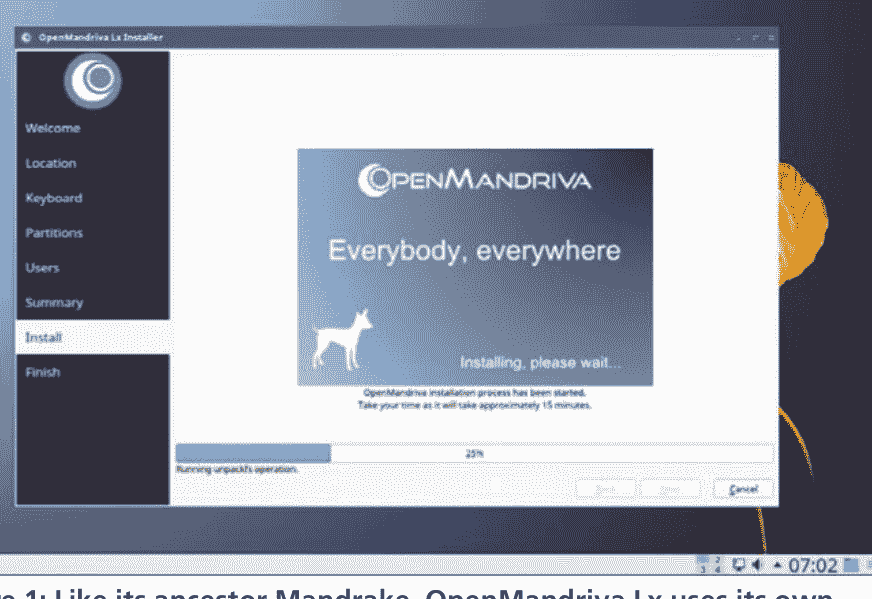 OpenMandriva Lx Installer
Welcome
Location
Keyboard
Partitions
Users
Summary
Install
Finish
OPENMANDRIVA
Everybody, everywhere
Installing, please wait...
OpenMandriva installation process has been started.
Take your time as it will take approximately 15 minutes.
25%
Running unpackfs operation.
Back Next Cancel
07:02
1: Like its ancestor Mandrake, OpenMandriva Lx uses its own